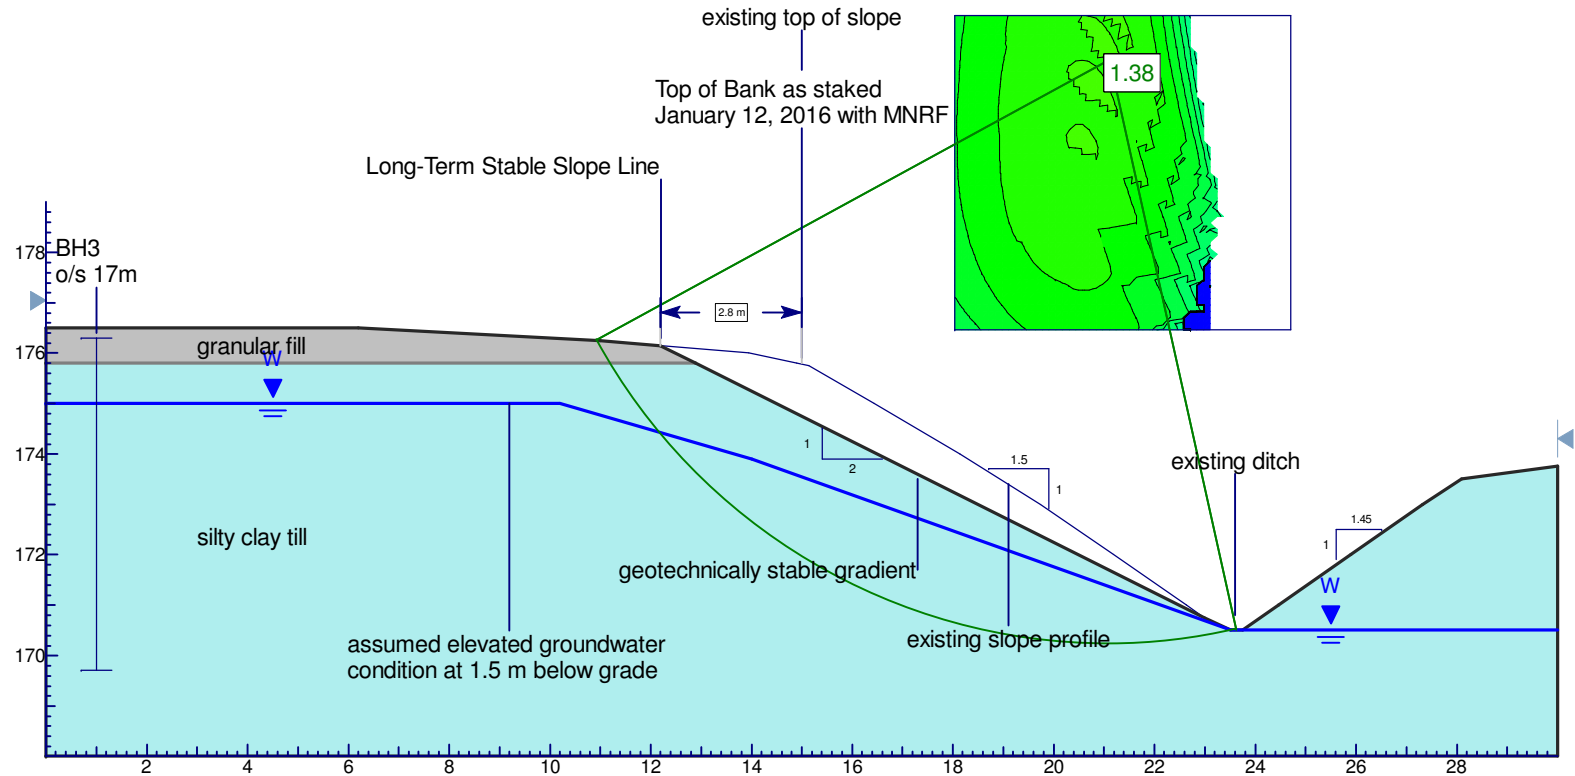 existing top of slope
Top of Bank as staked
January 12, 2016 with MNRF
1.38
Long-Term Stable Slope Line
178
BH3
o/s 17m
2.8 m
176
granular fill
W
174
1
2
1.5
1
existing ditch
1.45
1
172
silty clay till
geotechnically stable gradient
W
170
assumed elevated groundwater
condition at 1.5 m below grade
existing slope profile
2 4 6 8 10 12 14 16 18 20 22 24 26 28